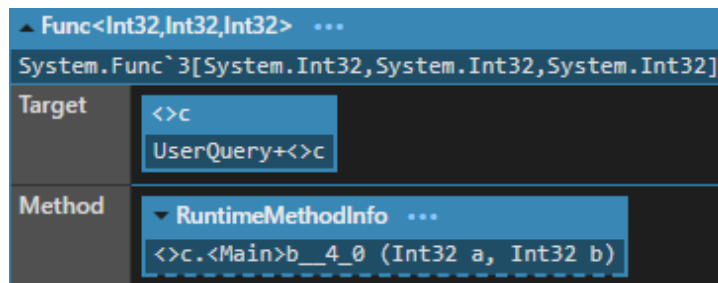 Func<Int32,Int32,Int32> •••
System.Func`3[System.Int32,System.Int32,System.Int32]
Target
<>c
UserQuery+<>c
Method
RuntimeMethodInfo •••
<>c.<Main>b__4_0 (Int32 a, Int32 b)